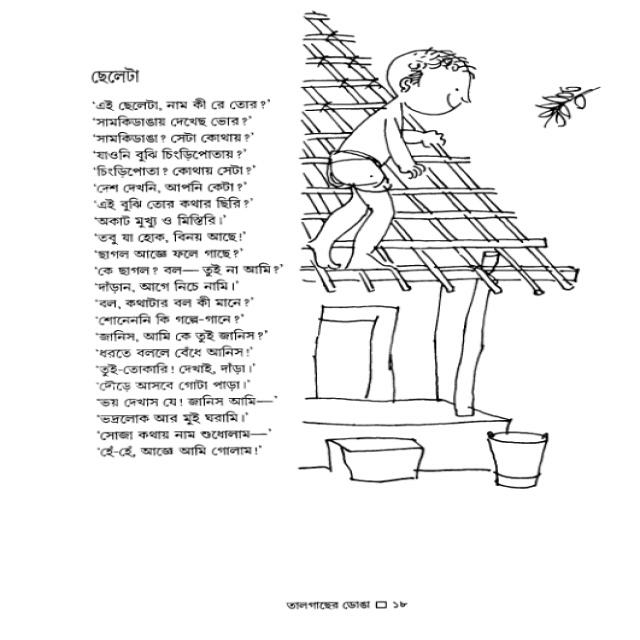 ছেলেটা
‘এই ছেলেটা, নাম কী রে তোর?’
‘সামকিডাঙায় দেখেছ ভোর?’
‘সামকিডাঙা? সেটা কোথায়?’
‘যাওনি বুঝি চিংড়িপোতায়?’
‘চিংড়িপোতা? কোথায় সেটা?’
‘দেশ দেখনি, আপনি কেটা?’
‘এই বুঝি তোর কথার ছিরি?’
‘অকাট মুখ্যু ও মিস্তিরি।’
‘তবু যা হোক, বিনয় আছে!’
‘ছাগল আজ্ঞে ফলে গাছে?’
‘কে ছাগল? বল— তুই না আমি?’
‘দাঁড়ান, আগে নিচে নামি।’
‘বল, কথাটার বল কী মানে?’
‘শোনেননি কি গল্পে-গানে?’
‘জানিস, আমি কে তুই জানিস?’
‘ধরতে বললে বেঁধে আনিস!’
‘তুই-তোকারি! দেখাই, দাঁড়া।’
‘দৌড়ে আসবে গোটা পাড়া।’
‘ভয় দেখাস যে! জানিস আমি—’
‘ভদ্রলোক আর মুই ঘরামি।’
‘সোজা কথায় নাম শুধোলাম—’
‘হেঁ-হেঁ, আজ্ঞে আমি গোলাম!’
তালগাছের ডোঙা □ ১৮